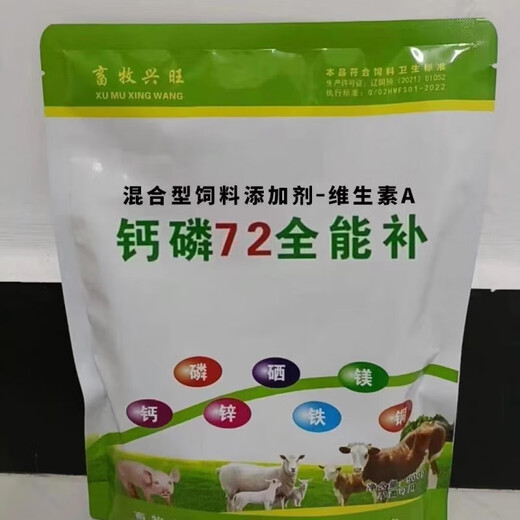 畜牧兴旺
XU MU XING WANG
本品符合饲料卫生标准
混合型饲料添加剂-维生素A
钙磷72全能补
磷 硒 镁
钙 锌 铁 铜